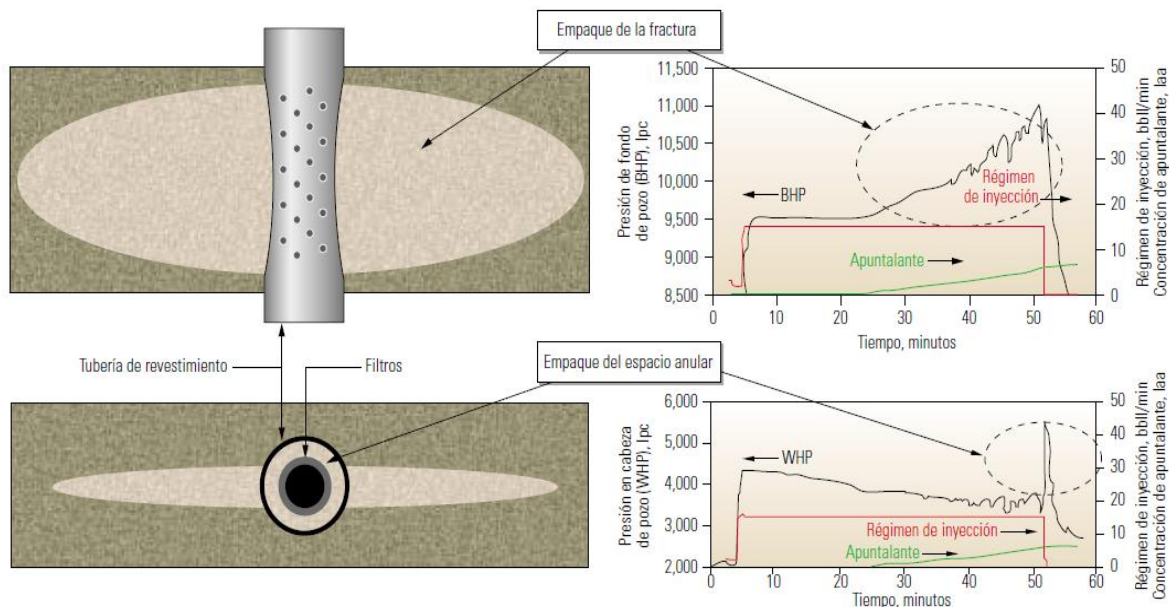 Empaque de la fractura
11,500
11,000
10,500
10,000
9,500
9,000
8,500
Presión de fondo
de pozo (BHP), lpc
BHP
Régimen
de inyección
Apuntalante
50
40
30
20
10
0
Régimen de inyección, bbl/min
Concentración de apuntalante, laa
0 10 20 30 40 50 60
Tiempo, minutos
Tubería de revestimiento
Filtros
Empaque del espacio anular
6,000
5,000
4,000
3,000
2,000
Presión en cabeza
de pozo (WHP), lpc
WHP
Régimen de inyección
Apuntalante
50
40
30
20
10
0
Régimen de inyección, bbl/min
Concentración de apuntalante, laa
0 10 20 30 40 50 60
Tiempo, minutos